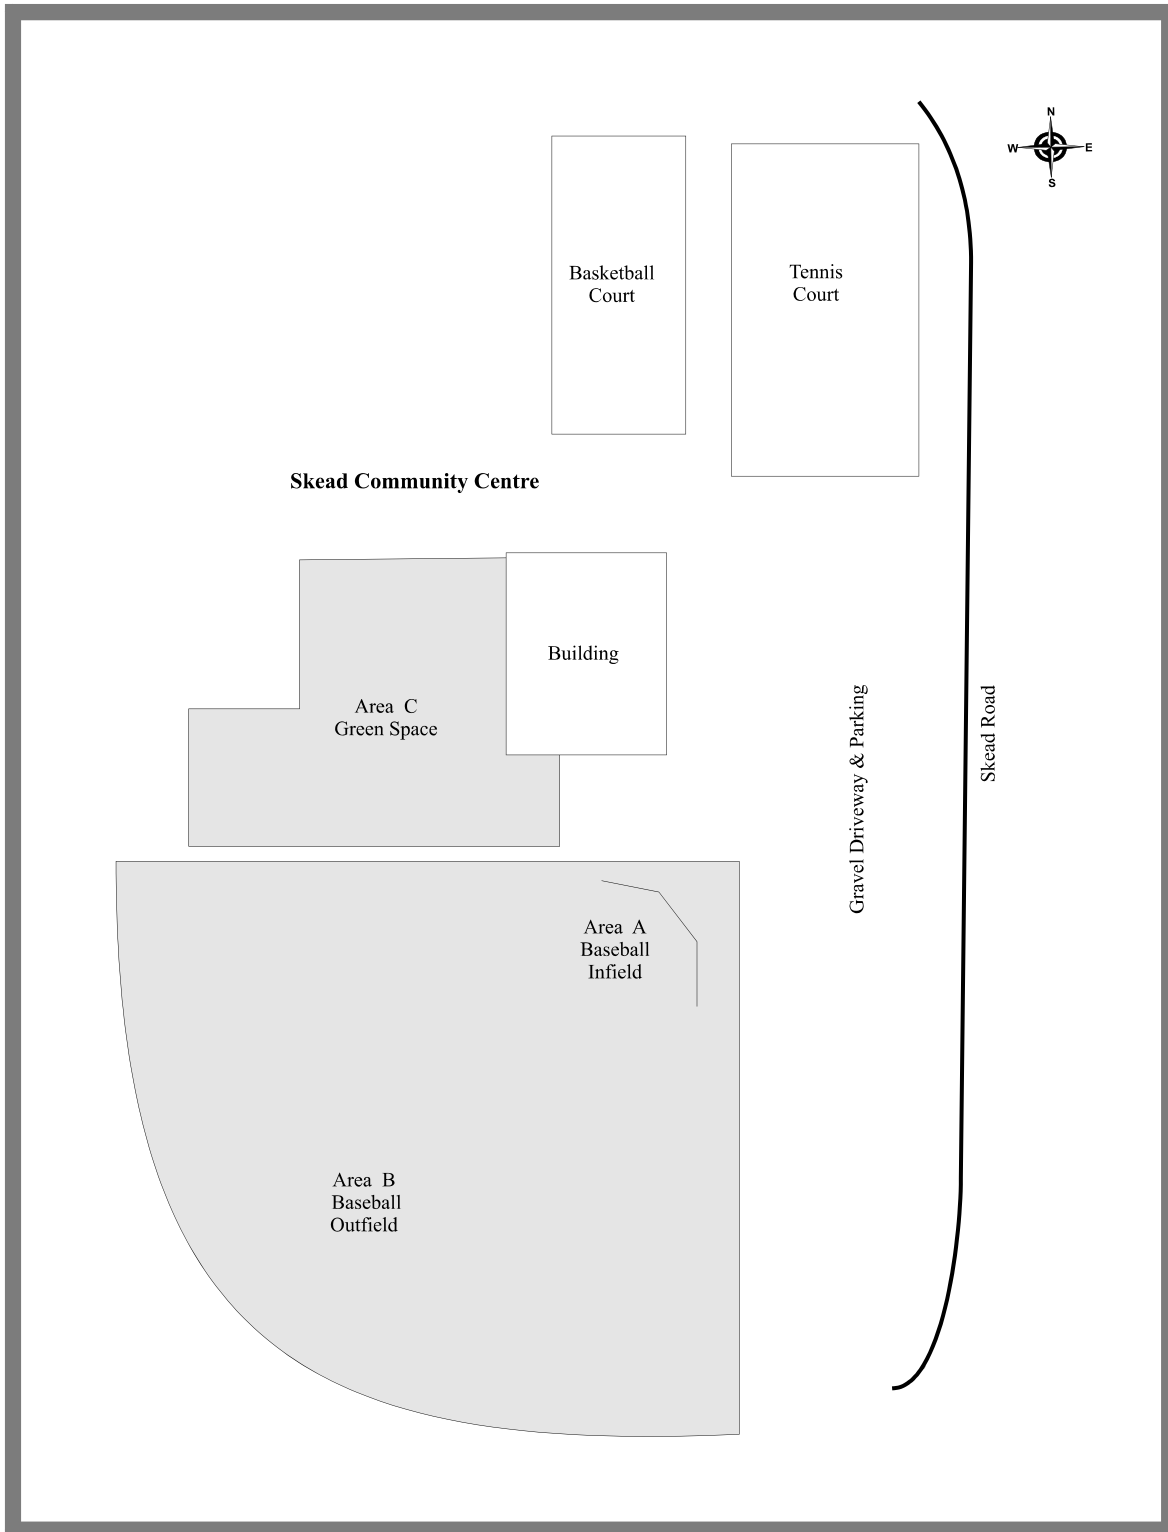 N
W E
S
Basketball
Court
Tennis
Court
Skead Community Centre
Building
Area C
Green Space
Gravel Driveway & Parking
Skead Road
Area A
Baseball
Infield
Area B
Baseball
Outfield